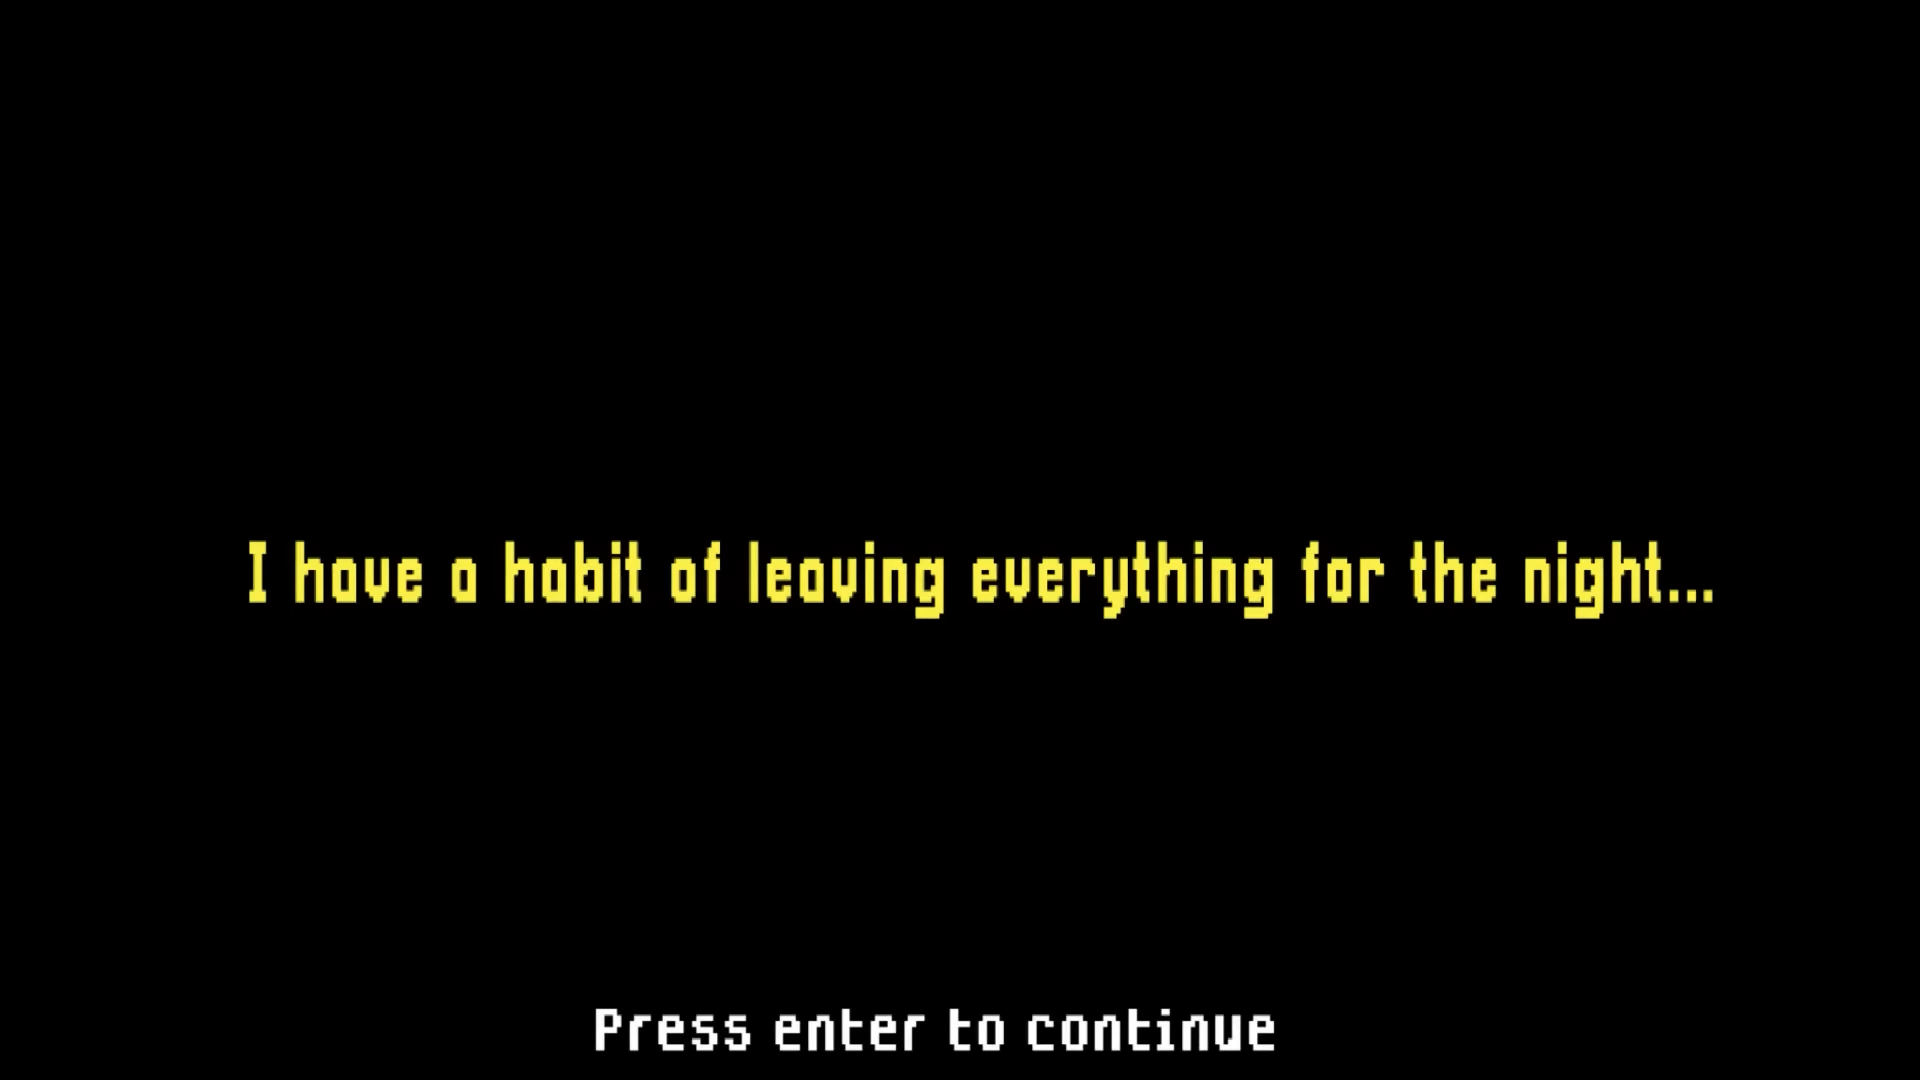 I have a habit of leaving everything for the night...
Press enter to continue